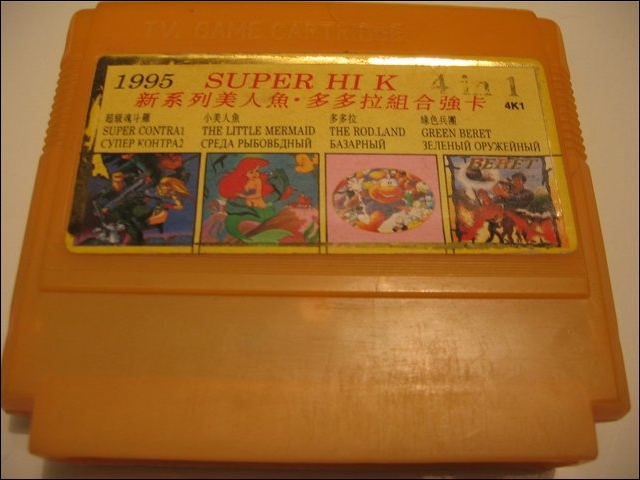 T.V. GAME CARTRIDGE
1995 SUPER HI K 4 in 1
新系列美人魚·多多拉組合強卡 4K1
超級魂斗羅 小美人魚 多多拉 綠色兵團
SUPER CONTRA1 THE LITTLE MERMAID THE ROD.LAND GREEN BERET
СУПЕР КОНТРА2 СРЕДА РЫБОВБДНЫЙ БАЗАРНЫЙ ЗЕЛЕНЫЙ ОРУЖЕЙНЫЙ
BERET